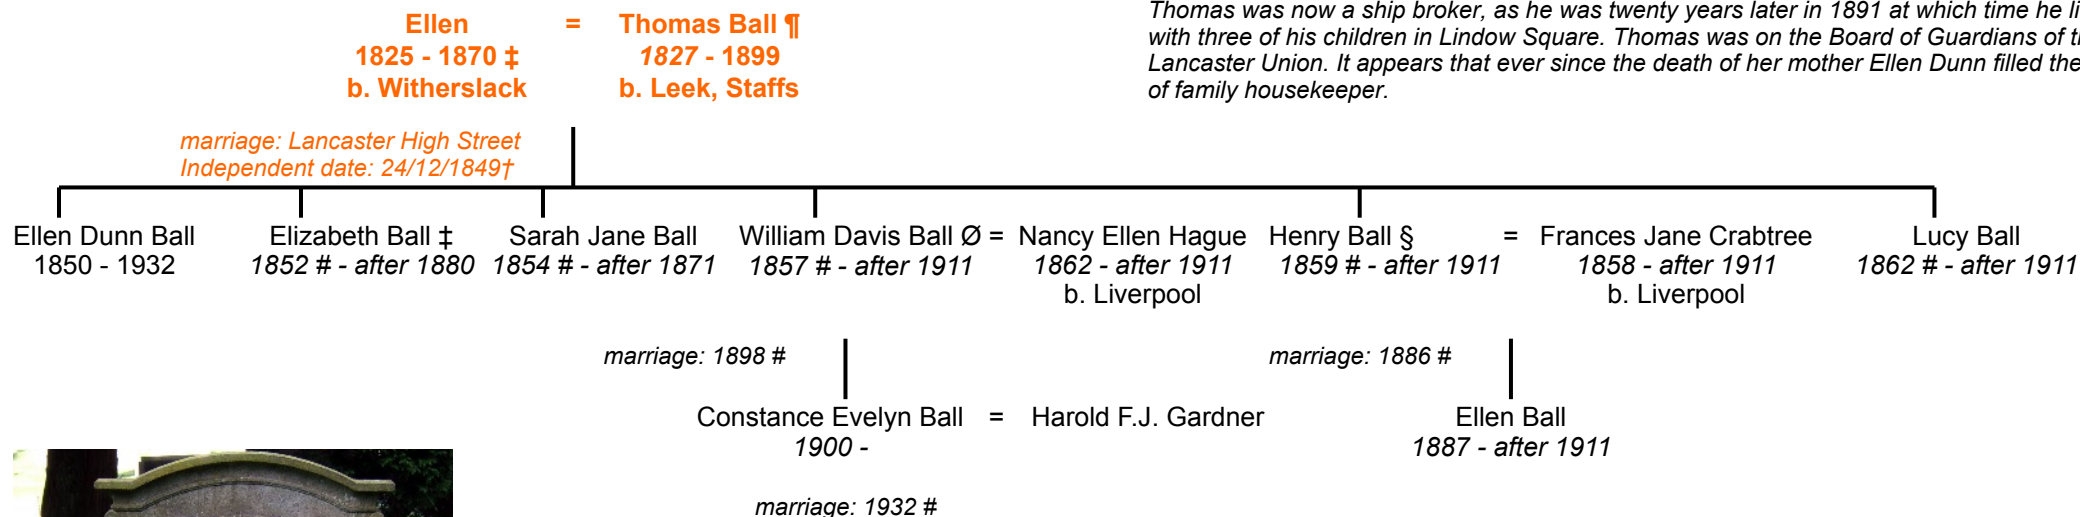 Thomas was now a ship broker, as he was twenty years later in 1891 at which time he li
with three of his children in Lindow Square. Thomas was on the Board of Guardians of t
Lancaster Union. It appears that ever since the death of her mother Ellen Dunn filled the
of family housekeeper.
Ellen = Thomas Ball ¶
1825 - 1870 ‡ 1827 - 1899
b. Witherslack b. Leek, Staffs
marriage: Lancaster High Street
Independent date: 24/12/1849†
Ellen Dunn Ball Elizabeth Ball ‡ Sarah Jane Ball William Davis Ball Ø = Nancy Ellen Hague Henry Ball § = Frances Jane Crabtree Lucy Ball
1850 - 1932 1852 # - after 1880 1854 # - after 1871 1857 # - after 1911 1862 - after 1911 1859 # - after 1911 1858 - after 1911 1862 # - after 1911
b. Liverpool b. Liverpool
marriage: 1898 # marriage: 1886 #
Constance Evelyn Ball = Harold F.J. Gardner Ellen Ball
1900 - 1887 - after 1911
marriage: 1932 #